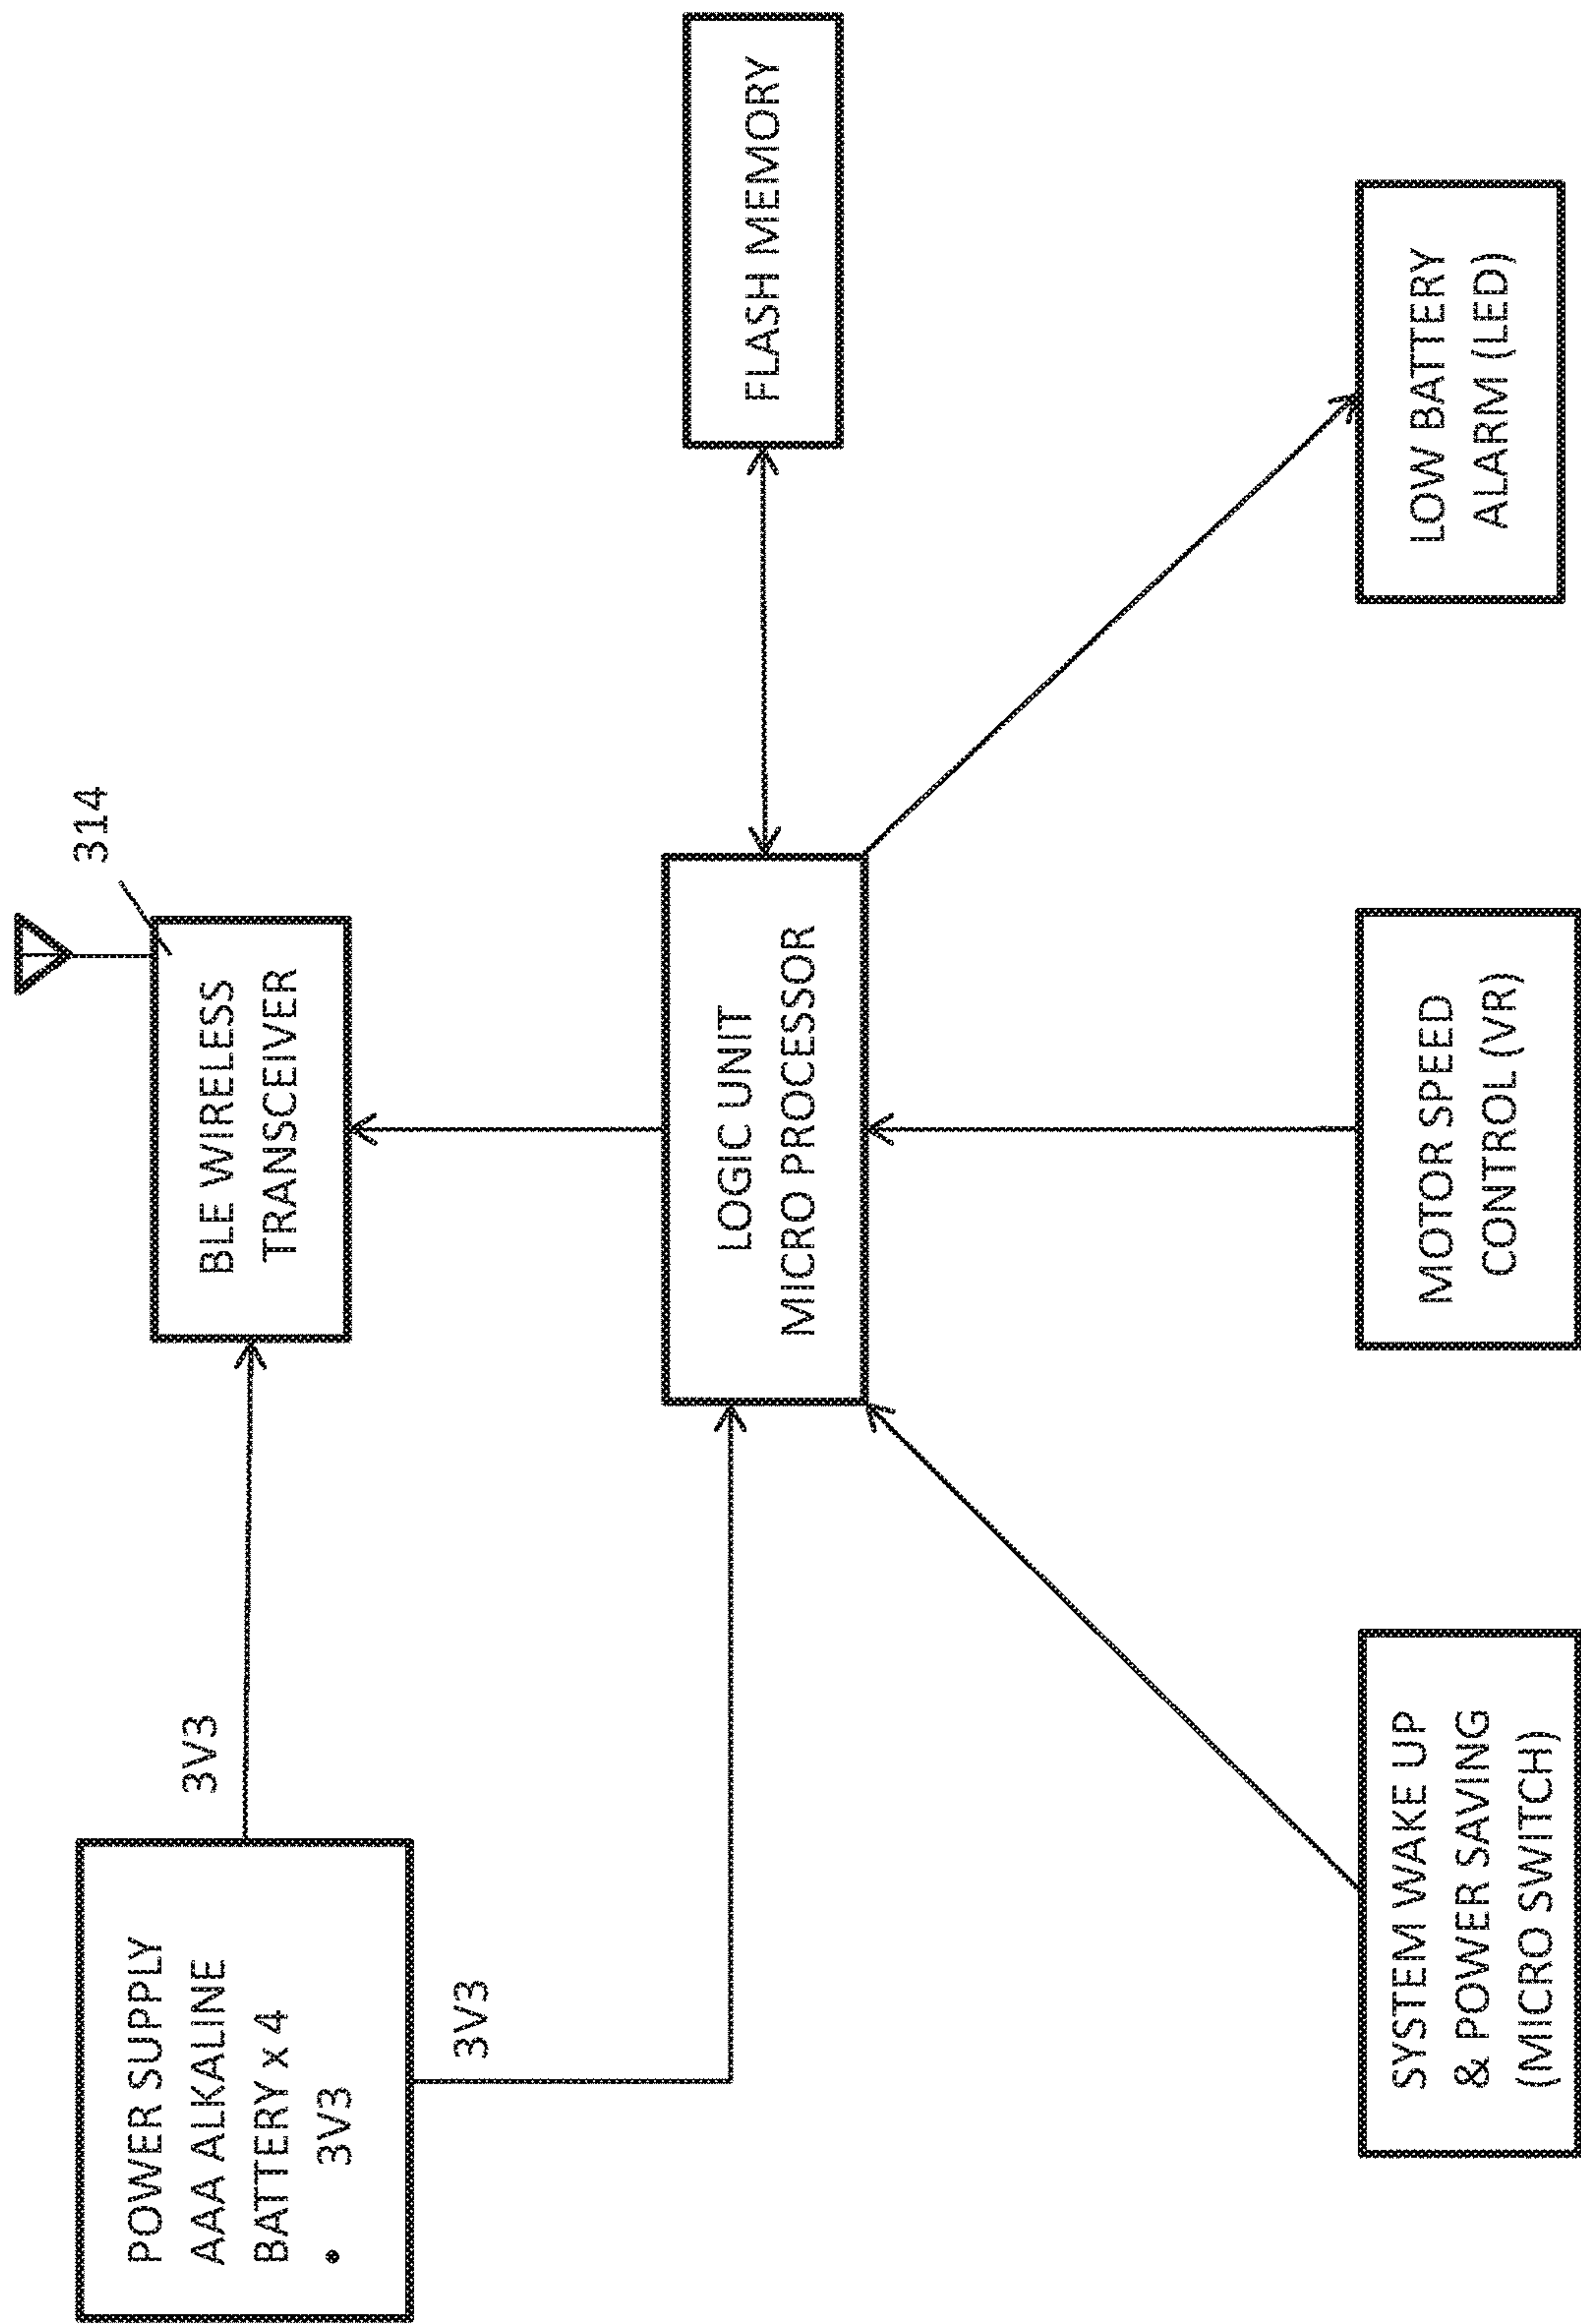 POWER SUPPLY
AAA ALKALINE
BATTERY x 4
• 3V3
3V3
3V3
BLE WIRELESS
TRANSCEIVER
314
LOGIC UNIT
MICRO PROCESSOR
FLASH MEMORY
SYSTEM WAKE UP
& POWER SAVING
(MICRO SWITCH)
MOTOR SPEED
CONTROL (VR)
LOW BATTERY
ALARM (LED)